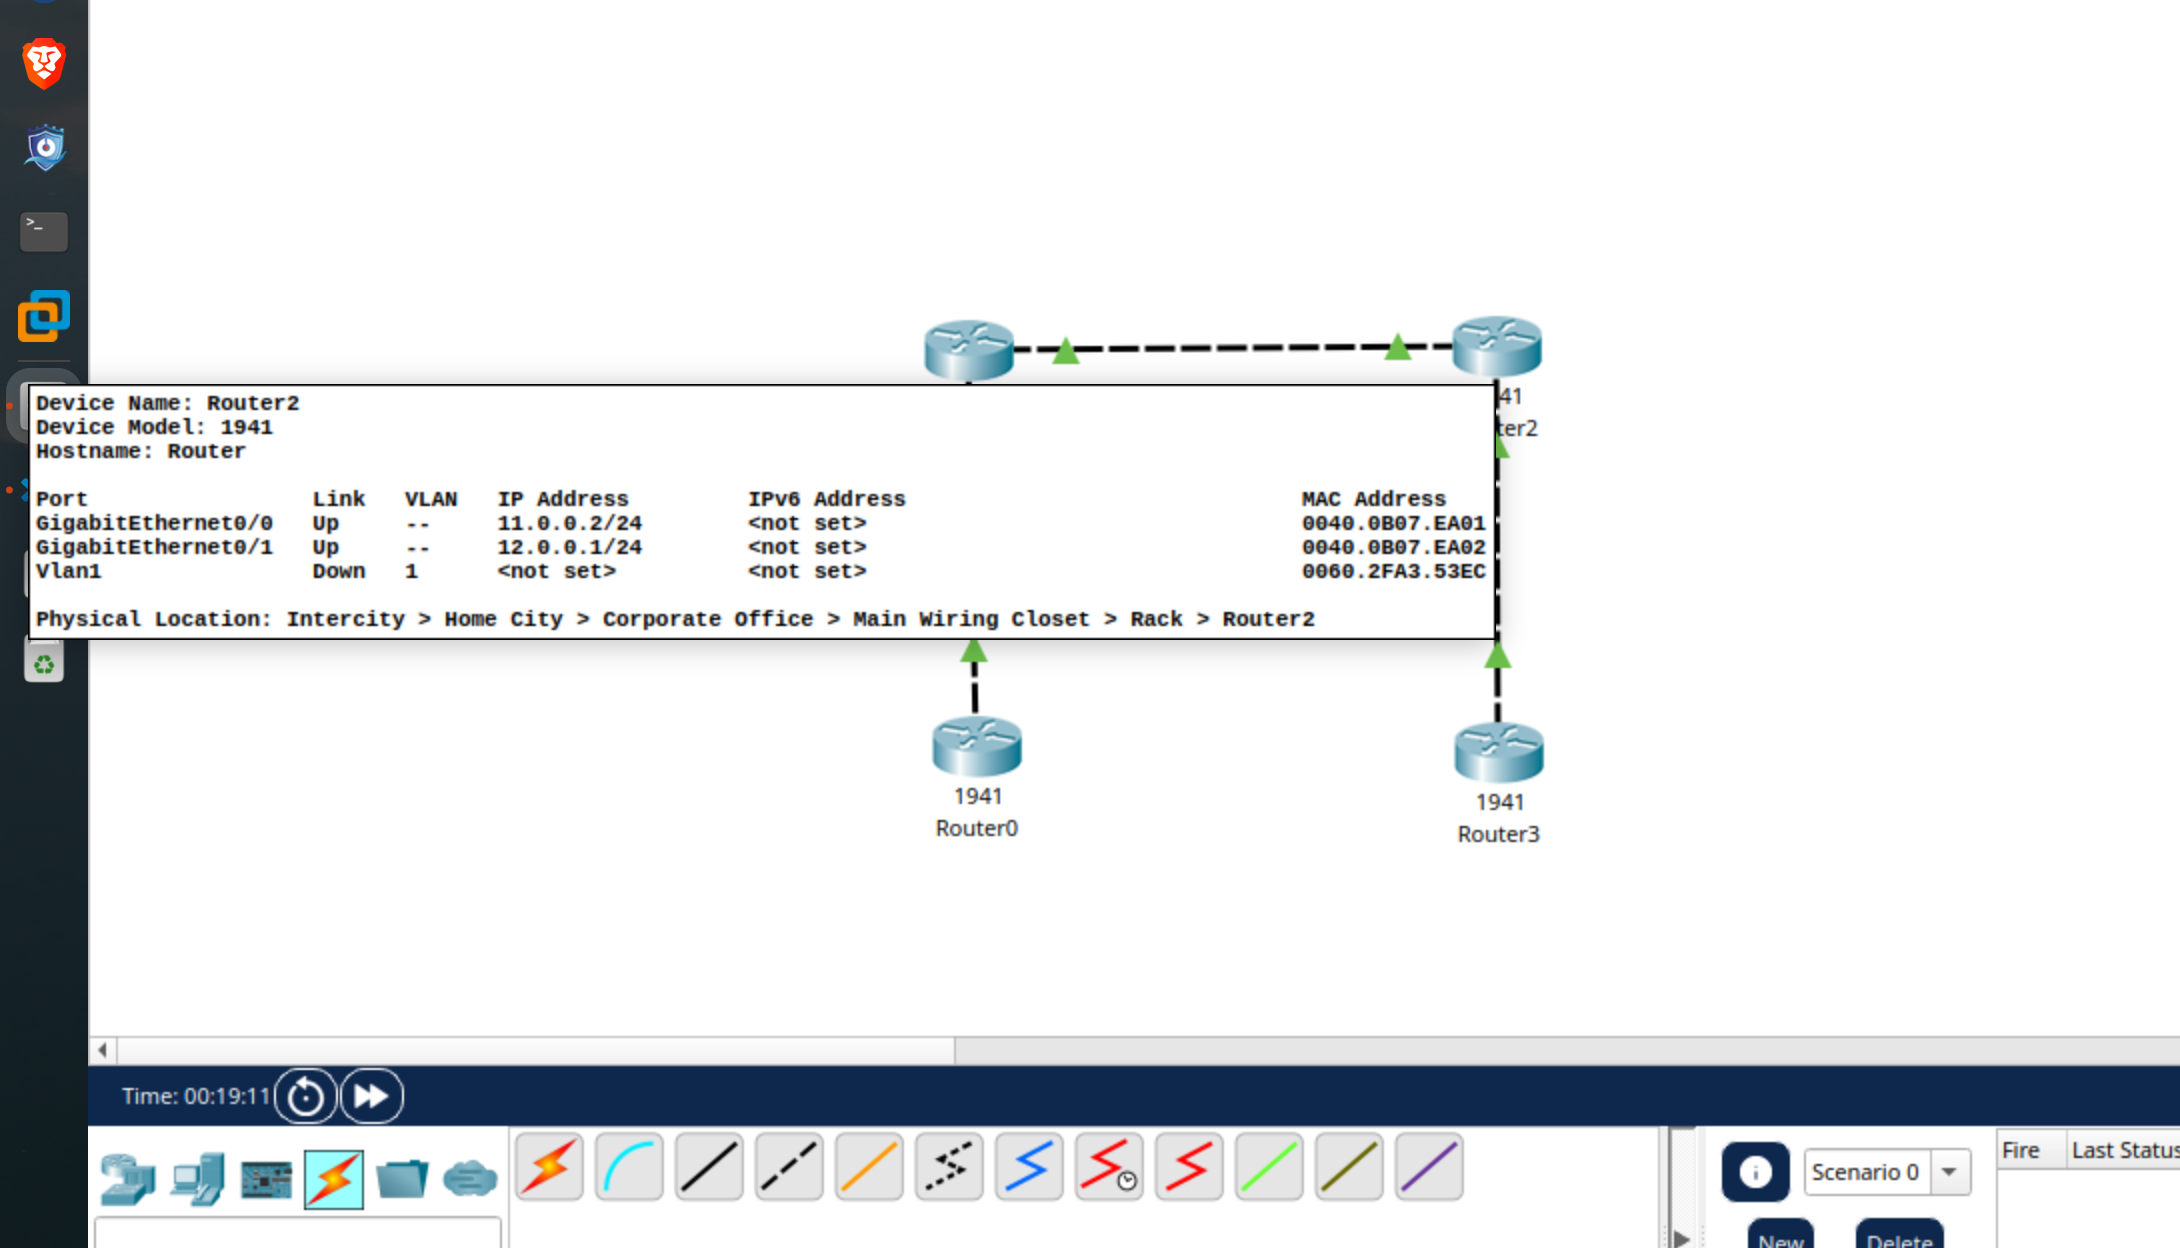 >_
41
ter2
Device Name: Router2
Device Model: 1941
Hostname: Router
Port Link VLAN IP Address IPv6 Address MAC Address
GigabitEthernet0/0 Up -- 11.0.0.2/24 <not set> 0040.0B07.EA01
GigabitEthernet0/1 Up -- 12.0.0.1/24 <not set> 0040.0B07.EA02
Vlan1 Down 1 <not set> <not set> 0060.2FA3.53EC
Physical Location: Intercity > Home City > Corporate Office > Main Wiring Closet > Rack > Router2
1941
Router0
1941
Router3
Time: 00:19:11
Scenario 0
Fire Last Status
New Delete